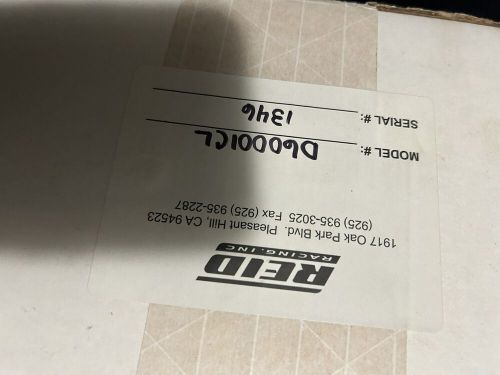 REID
RACING, INC
1917 Oak Park Blvd. Pleasant Hill, CA 94523
(925) 935-3025 Fax (925) 935-2287
MODEL #: D60001CL
SERIAL #: 1346